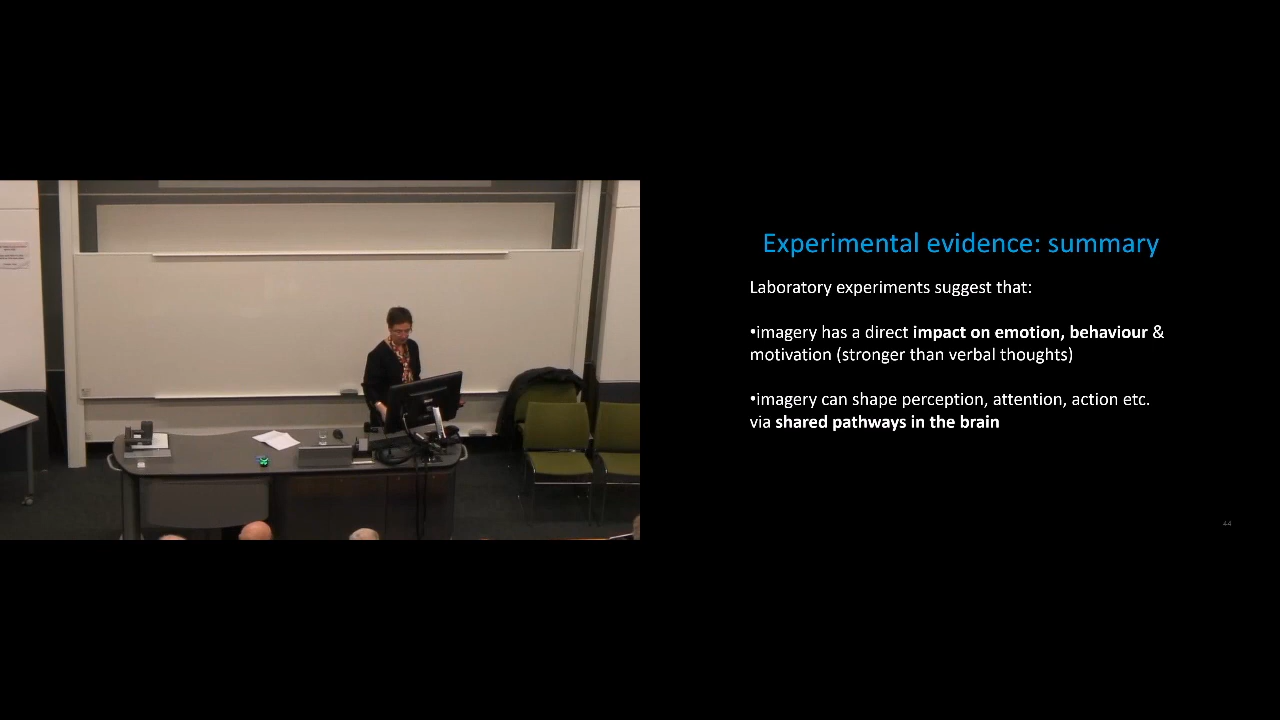 Experimental evidence: summary
Laboratory experiments suggest that:
•imagery has a direct impact on emotion, behaviour &
motivation (stronger than verbal thoughts)
•imagery can shape perception, attention, action etc.
via shared pathways in the brain
44